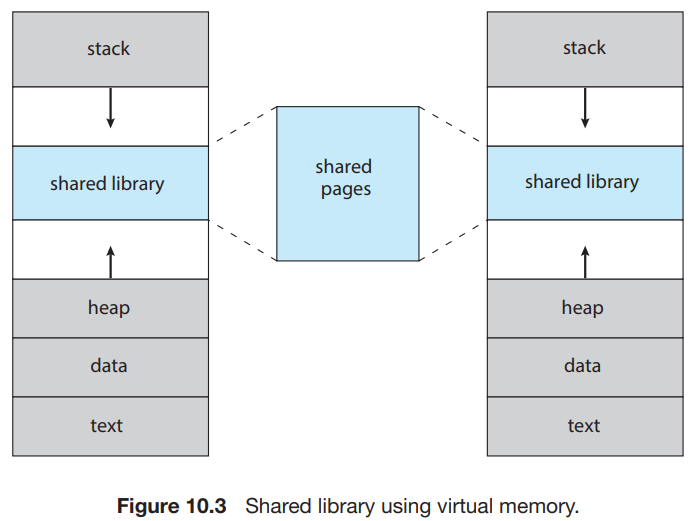 stack
shared library
heap
data
text
shared
pages
stack
shared library
heap
data
text
Figure 10.3 Shared library using virtual memory.